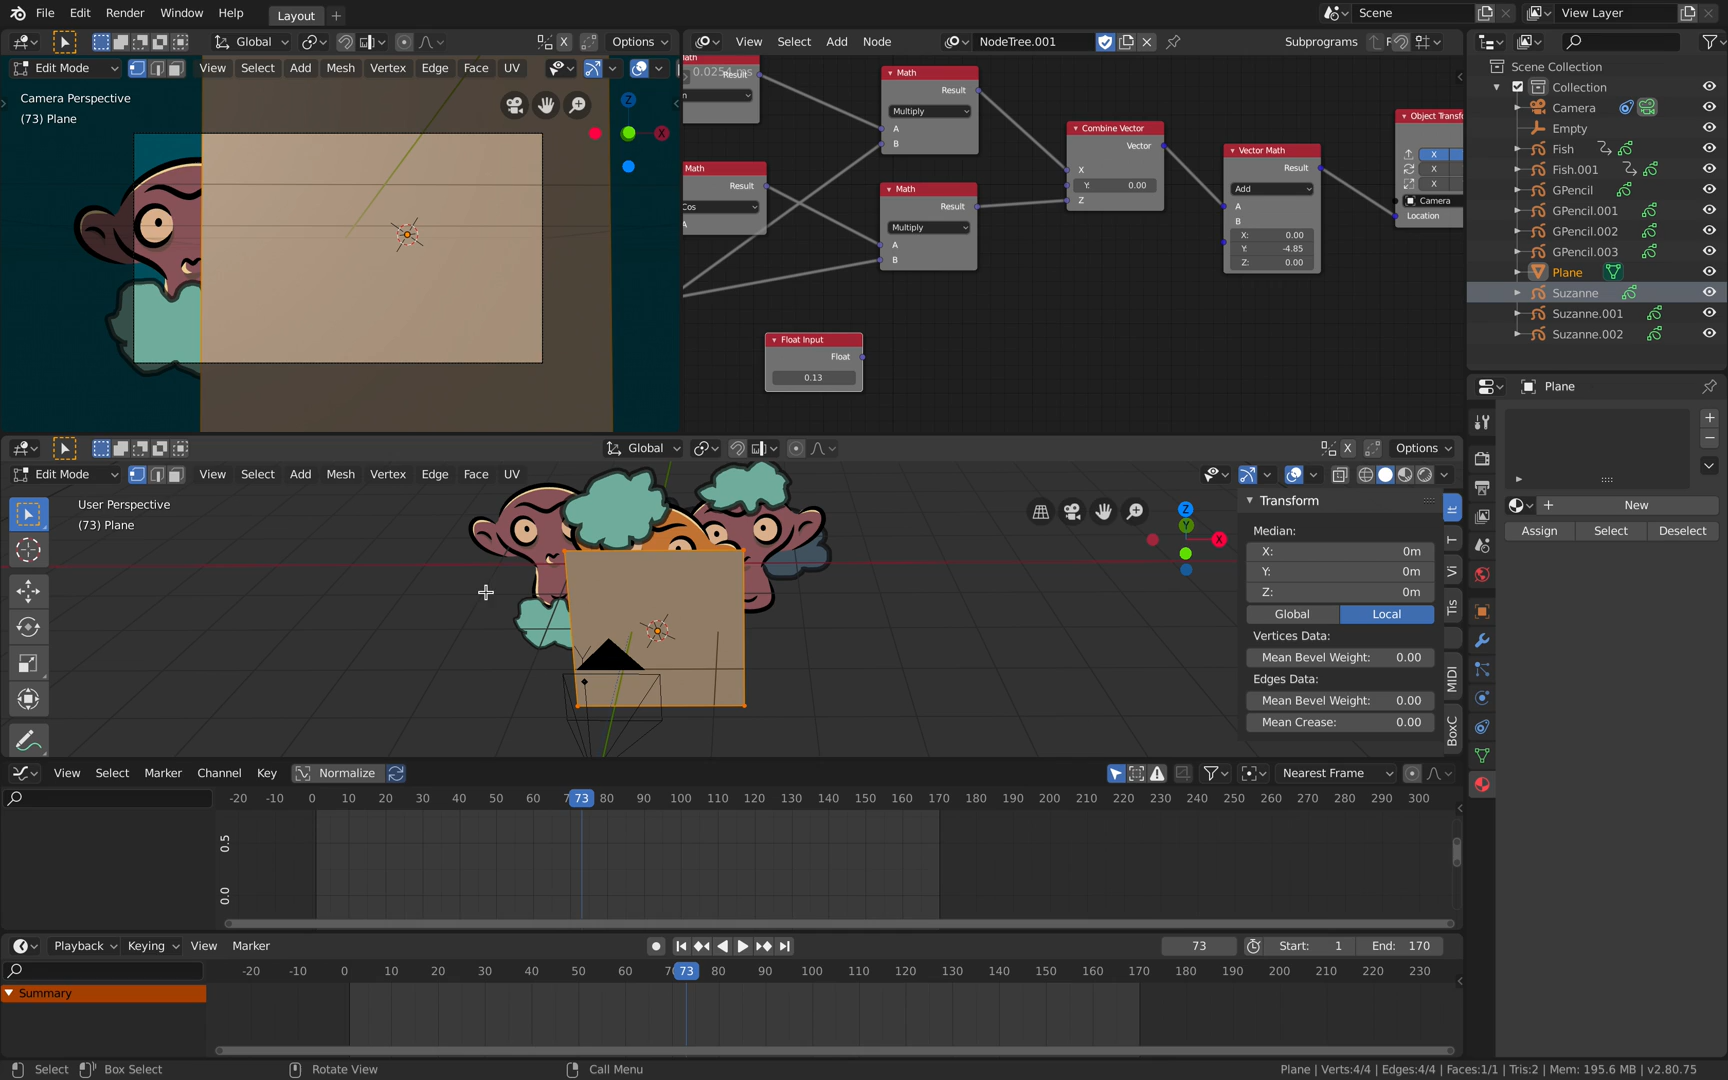 File Edit Render Window Help Layout Scene View Layer
Global Options
View Select Add Node NodeTree.001 Subprograms
Edit Mode View Select Add Mesh Vertex Edge Face UV
Camera Perspective
(73) Plane
Z
X
0.0254 ms
Result
Math
Result
Cos
A
Math
Result
Multiply
A
B
Math
Result
Multiply
A
B
Float Input
Float
0.13
Combine Vector
Vector
X
Y: 0.00
Z
Vector Math
Result
Add
A
B
X: 0.00
Y: -4.85
Z: 0.00
Object Transf
X
X
X
Camera
Location
Scene Collection
Collection
Camera
Empty
Fish
Fish.001
GPencil
GPencil.001
GPencil.002
GPencil.003
Plane
Suzanne
Suzanne.001
Suzanne.002
Plane
New
Assign Select Deselect
Global X Options
Edit Mode View Select Add Mesh Vertex Edge Face UV
User Perspective
(73) Plane
Z
Y
X
Transform
Median:
X: 0m
Y: 0m
Z: 0m
Global Local
Vertices Data:
Mean Bevel Weight: 0.00
Edges Data:
Mean Bevel Weight: 0.00
Mean Crease: 0.00
It
T
Vi
Tis
MIDI
BoxC
View Select Marker Channel Key Normalize Nearest Frame
-20 -10 0 10 20 30 40 50 60 73 80 90 100 110 120 130 140 150 160 170 180 190 200 210 220 230 240 250 260 270 280 290 300
0.5
0.0
Playback Keying View Marker 73 Start: 1 End: 170
-20 -10 0 10 20 30 40 50 60 73 80 90 100 110 120 130 140 150 160 170 180 190 200 210 220 230
Summary
Select Box Select Rotate View Call Menu Plane | Verts:4/4 | Edges:4/4 | Faces:1/1 | Tris:2 | Mem: 195.6 MB | v2.80.75